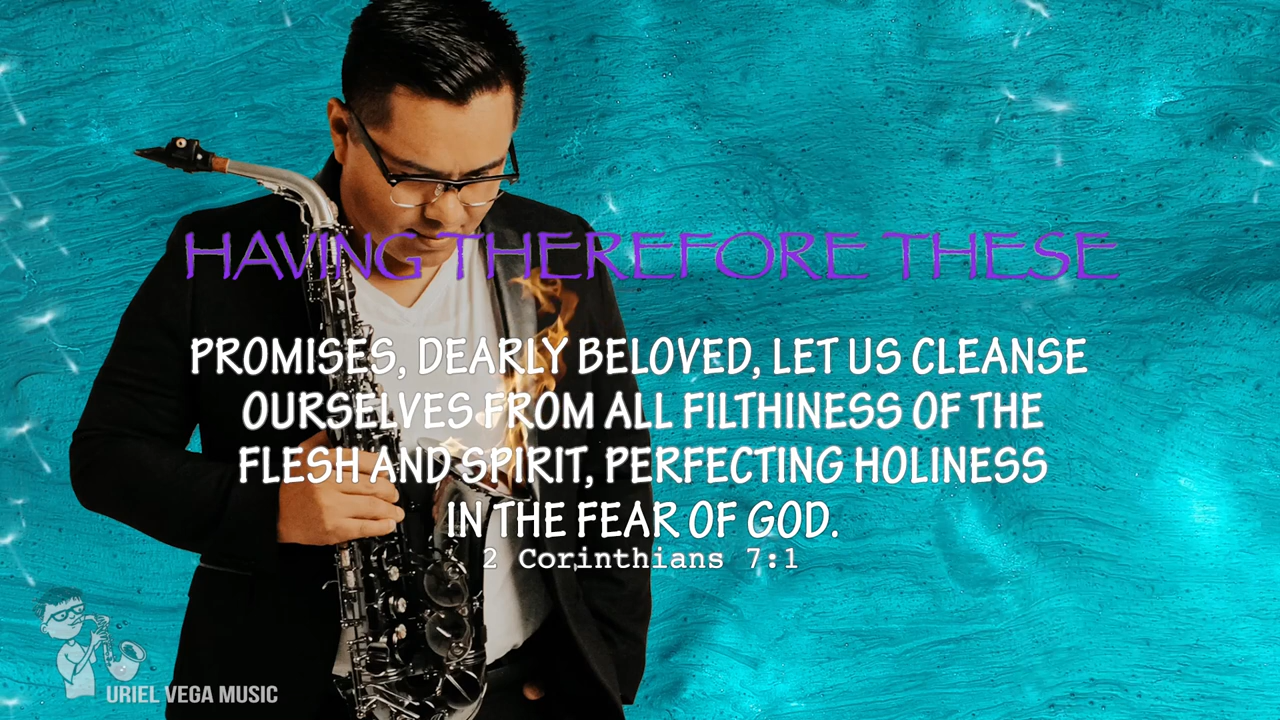 HAVING THEREFORE THESE
PROMISES, DEARLY BELOVED, LET US CLEANSE
OURSELVES FROM ALL FILTHINESS OF THE
FLESH AND SPIRIT, PERFECTING HOLINESS
IN THE FEAR OF GOD.
2 Corinthians 7:1
URIEL VEGA MUSIC